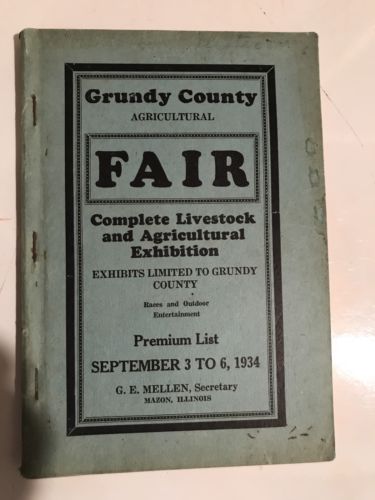 Grundy County
AGRICULTURAL
FAIR
Complete Livestock
and Agricultural
Exhibition
EXHIBITS LIMITED TO GRUNDY
COUNTY
Races and Outdoor
Entertainment
Premium List
SEPTEMBER 3 TO 6, 1934
G. E. MELLEN, Secretary
MAZON, ILLINOIS